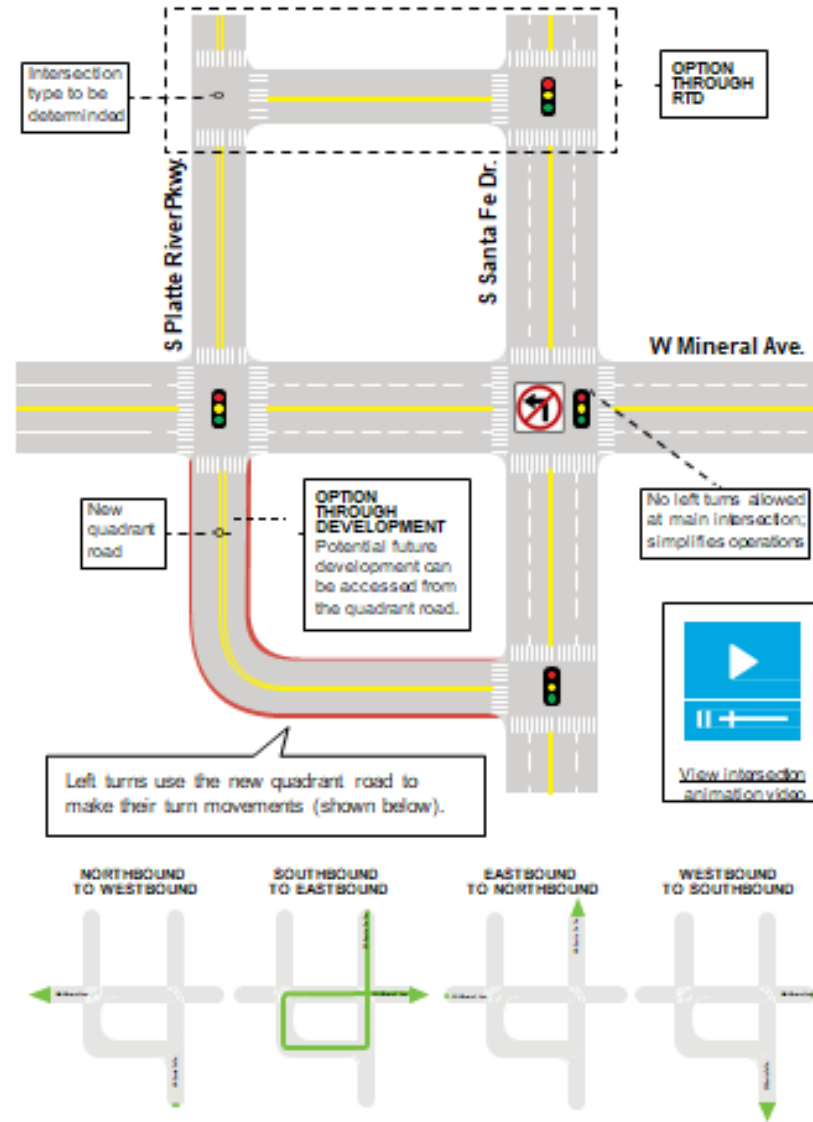 Intersection
type to be
determinded
OPTION
THROUGH
RTD
S Platte River Pkwy.
S Santa Fe Dr.
W Mineral Ave.
New
quadrant
road
OPTION
THROUGH
DEVELOPMENT
Potential future
development can
be accessed from
the quadrant road.
No left turns allowed
at main intersection;
simplifies operations
View intersection
animation video
Left turns use the new quadrant road to
make their turn movements (shown below).
NORTHBOUND
TO WESTBOUND
SOUTHBOUND
TO EASTBOUND
EASTBOUND
TO NORTHBOUND
WESTBOUND
TO SOUTHBOUND